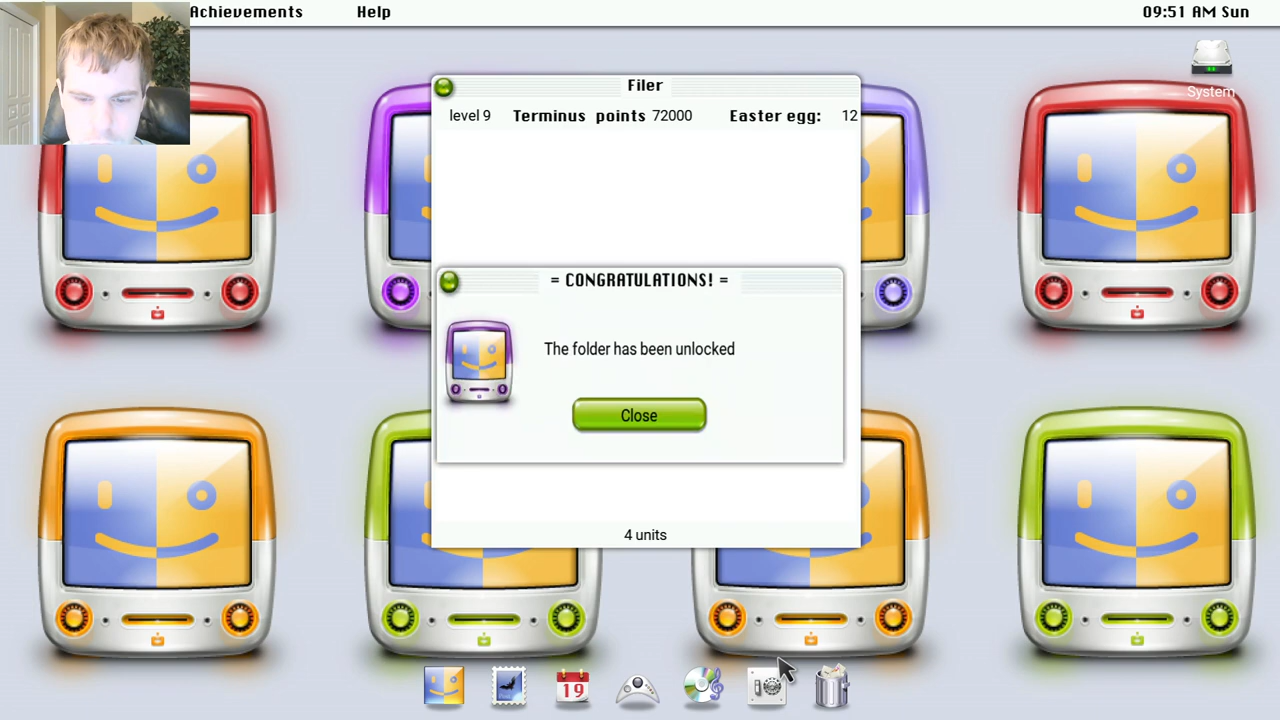 Achievements Help 09:51 AM Sun
System
Filer
level 9 Terminus points 72000 Easter egg: 12
= CONGRATULATIONS! =
The folder has been unlocked
Close
4 units
19